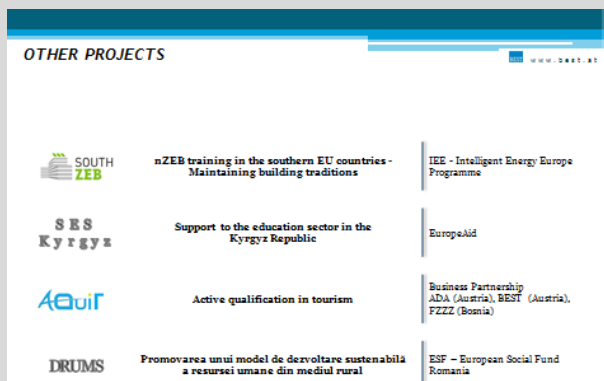 OTHER PROJECTS
BEST www.best.at
SOUTH
ZEB
nZEB training in the southern EU countries -
Maintaining building traditions
IEE - Intelligent Energy Europe
Programme
SES
Kyrgyz
Support to the education sector in the
Kyrgyz Republic
EuropeAid
AQuiT
Active qualification in tourism
Business Partnership
ADA (Austria), BEST (Austria),
FZZZ (Bosnia)
DRUMS
Promovarea unui model de dezvoltare sustenabilă
a resursei umane din mediul rural
ESF – European Social Fund
Romania